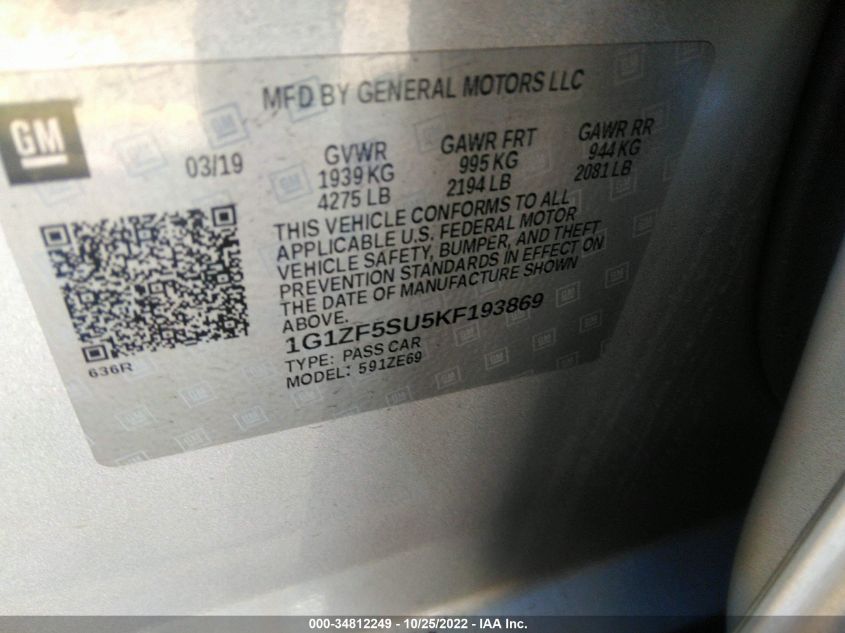 MFD BY GENERAL MOTORS LLC
GM
03/19
GVWR
1939 KG
4275 LB
GAWR FRT
995 KG
2194 LB
GAWR RR
944 KG
2081 LB
THIS VEHICLE CONFORMS TO ALL
APPLICABLE U.S. FEDERAL MOTOR
VEHICLE SAFETY, BUMPER, AND THEFT
PREVENTION STANDARDS IN EFFECT ON
THE DATE OF MANUFACTURE SHOWN
ABOVE.
1G1ZF5SU5KF193869
TYPE: PASS CAR
MODEL: 591ZE69
636R
000-34812249 - 10/25/2022 - IAA Inc.